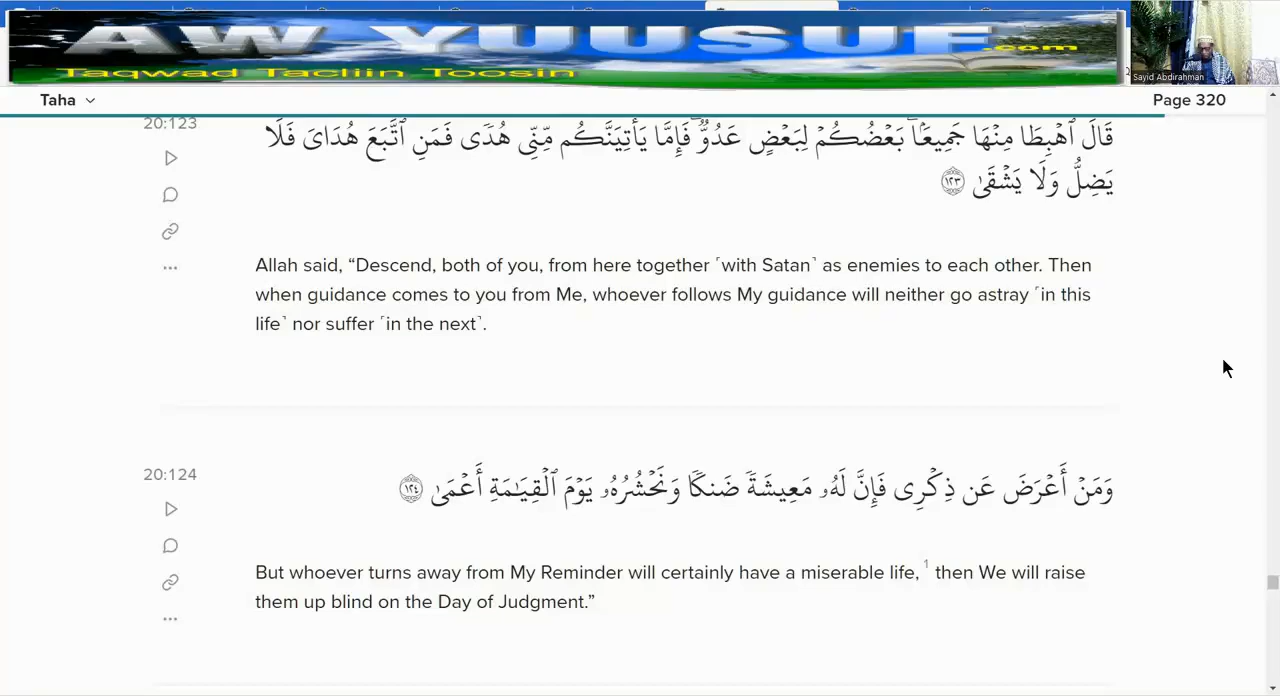 AW YUUSUF.com
Taqwad Tacliin Toosin
Sayid Abdirahman
Taha
Page 320
20:123
قَالَ ٱهْبِطَا مِنْهَا جَمِيعًۢا ۖ بَعْضُكُمْ لِبَعْضٍ عَدُوٌّ ۖ فَإِمَّا يَأْتِيَنَّكُم مِّنِّى هُدًى فَمَنِ ٱتَّبَعَ هُدَاىَ فَلَا
يَضِلُّ وَلَا يَشْقَىٰ ١٢٣
Allah said, “Descend, both of you, from here together ˹with Satan˺ as enemies to each other. Then
when guidance comes to you from Me, whoever follows My guidance will neither go astray ˹in this
life˺ nor suffer ˹in the next˺.
20:124
وَمَنْ أَعْرَضَ عَن ذِكْرِى فَإِنَّ لَهُۥ مَعِيشَةً ضَنكًا وَنَحْشُرُهُۥ يَوْمَ ٱلْقِيَـٰمَةِ أَعْمَىٰ ١٢٤
But whoever turns away from My Reminder will certainly have a miserable life,1 then We will raise
them up blind on the Day of Judgment.”